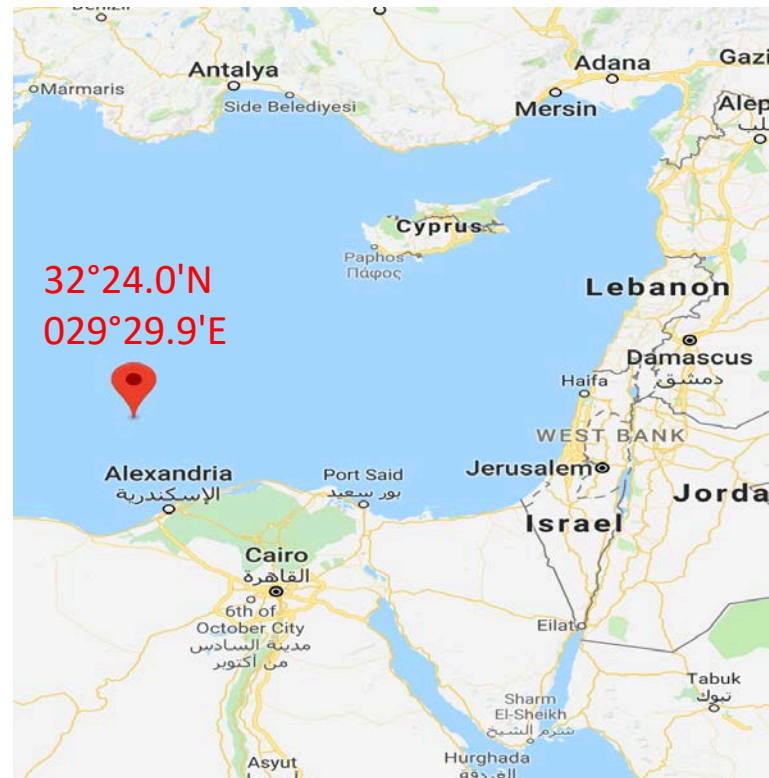 Antalya
Adana
Gazi
Marmaris
Side Belediyesi
Mersin
Alep
Cyprus
Paphos
Πάφος
32°24.0'N
029°29.9'E
Lebanon
Damascus
دمشق
Haifa
WEST BANK
Alexandria
الإسكندرية
Port Said
بور سعيد
Jerusalem
Jorda
Israel
Cairo
القاهرة
6th of
October City
مدينة السادس
من أكتوبر
Eilat
Tabuk
تبوك
Sharm
El-Sheikh
شرم الشيخ
Asyut
Hurghada